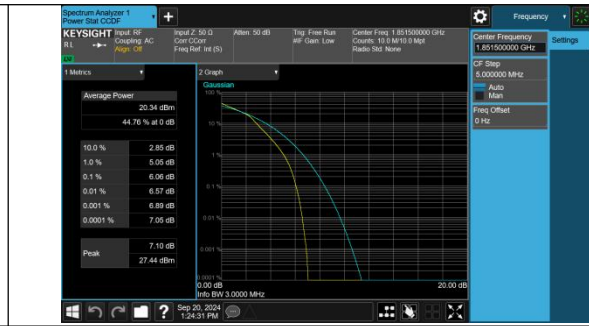 Spectrum Analyzer 1
Power Stat CCDF
Frequency
KEYSIGHT
RL
Input: RF
Coupling: AC
Align: Off
Input Z: 50 Ω
Corr CCorr
Freq Ref: Int (S)
Atten: 50 dB
Trig: Free Run
#IF Gain: Low
Center Freq: 1.851500000 GHz
Counts: 10.0 M/10.0 Mpt
Radio Std: None
Center Frequency
1.851500000 GHz
Settings
CF Step
5.000000 MHz
Auto
Man
Freq Offset
0 Hz
1 Metrics
Average Power
20.34 dBm
44.76 % at 0 dB
10.0 % 2.85 dB
1.0 % 5.05 dB
0.1 % 6.06 dB
0.01 % 6.57 dB
0.001 % 6.89 dB
0.0001 % 7.05 dB
Peak
7.10 dB
27.44 dBm
2 Graph
Gaussian
100 %
10 %
1 %
0.1 %
0.01 %
0.001 %
0.0001 %
0.00 dB
20.00 dB
Info BW 3.0000 MHz
Sep 20, 2024
1:24:31 PM